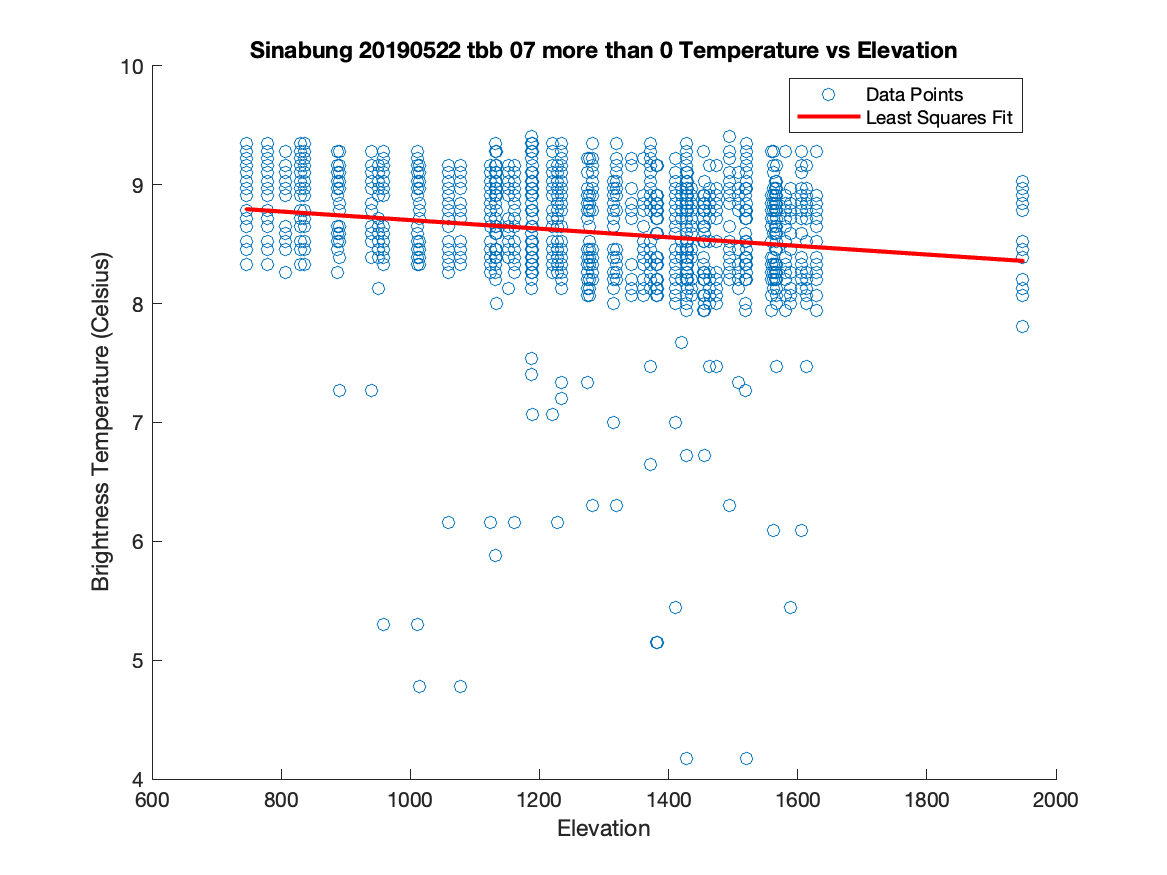 Sinabung 20190522 tbb 07 more than 0 Temperature vs Elevation
Data Points
Least Squares Fit
10
9
8
7
6
5
4
Brightness Temperature (Celsius)
600 800 1000 1200 1400 1600 1800 2000
Elevation